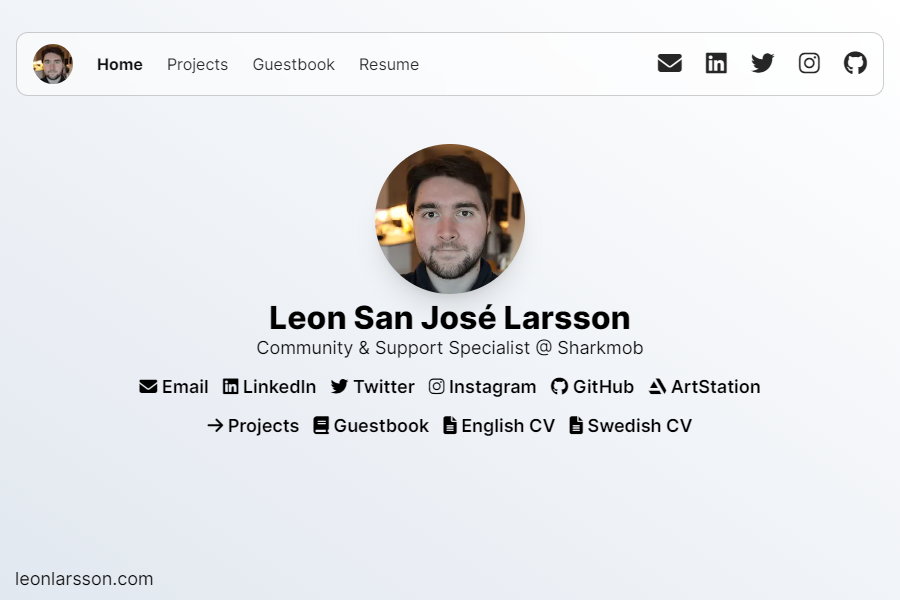 Home Projects Guestbook Resume
Leon San José Larsson
Community & Support Specialist @ Sharkmob
Email LinkedIn Twitter Instagram GitHub ArtStation
Projects Guestbook English CV Swedish CV
leonlarsson.com